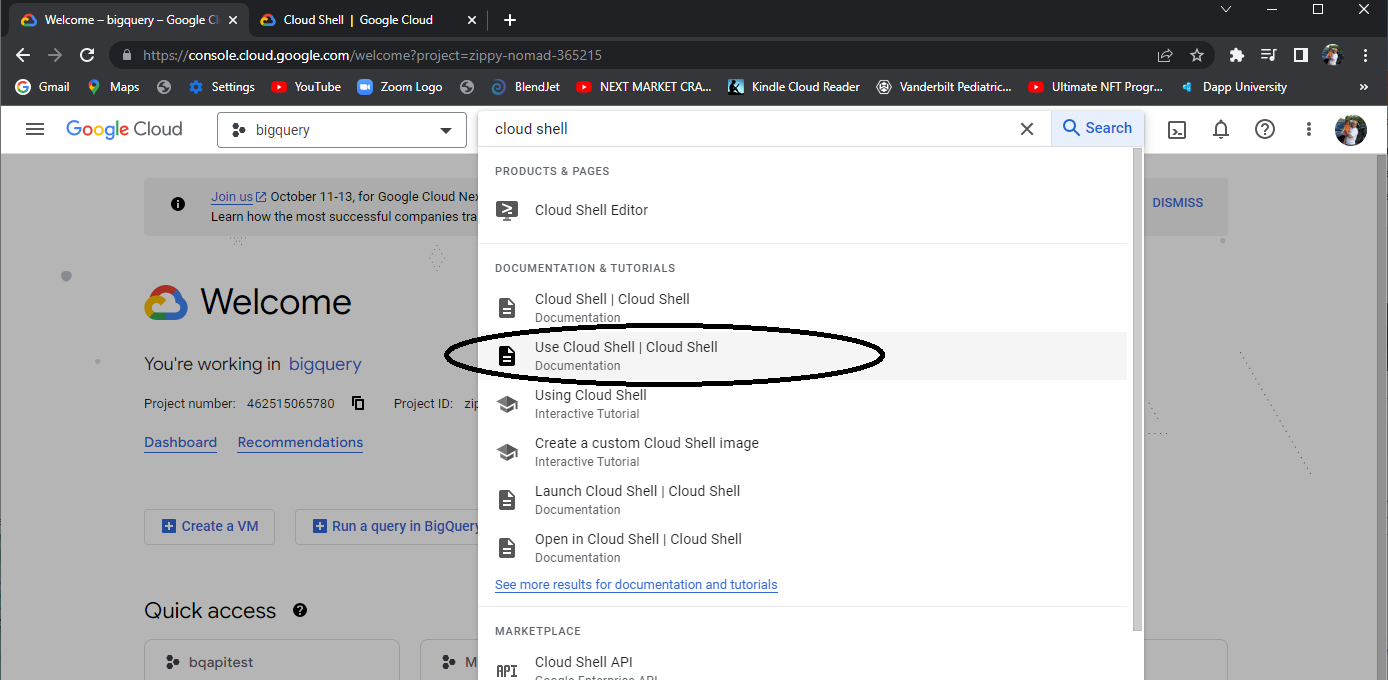 Welcome – bigquery – Google Cl
Cloud Shell | Google Cloud
https://console.cloud.google.com/welcome?project=zippy-nomad-365215
Gmail Maps Settings YouTube Zoom Logo BlendJet NEXT MARKET CRA... Kindle Cloud Reader Vanderbilt Pediatric... Ultimate NFT Progr... Dapp University »
Google Cloud bigquery cloud shell Search
PRODUCTS & PAGES
Join us October 11-13, for Google Cloud Nex
Learn how the most successful companies tra
DISMISS
Cloud Shell Editor
DOCUMENTATION & TUTORIALS
Cloud Shell | Cloud Shell
Documentation
Use Cloud Shell | Cloud Shell
Documentation
Using Cloud Shell
Interactive Tutorial
Create a custom Cloud Shell image
Interactive Tutorial
Launch Cloud Shell | Cloud Shell
Documentation
Open in Cloud Shell | Cloud Shell
Documentation
See more results for documentation and tutorials
MARKETPLACE
API Cloud Shell API
Google Enterprise API
Welcome
You're working in bigquery
Project number: 462515065780 Project ID: zip
Dashboard Recommendations
Create a VM Run a query in BigQuery
Quick access
bqapitest M